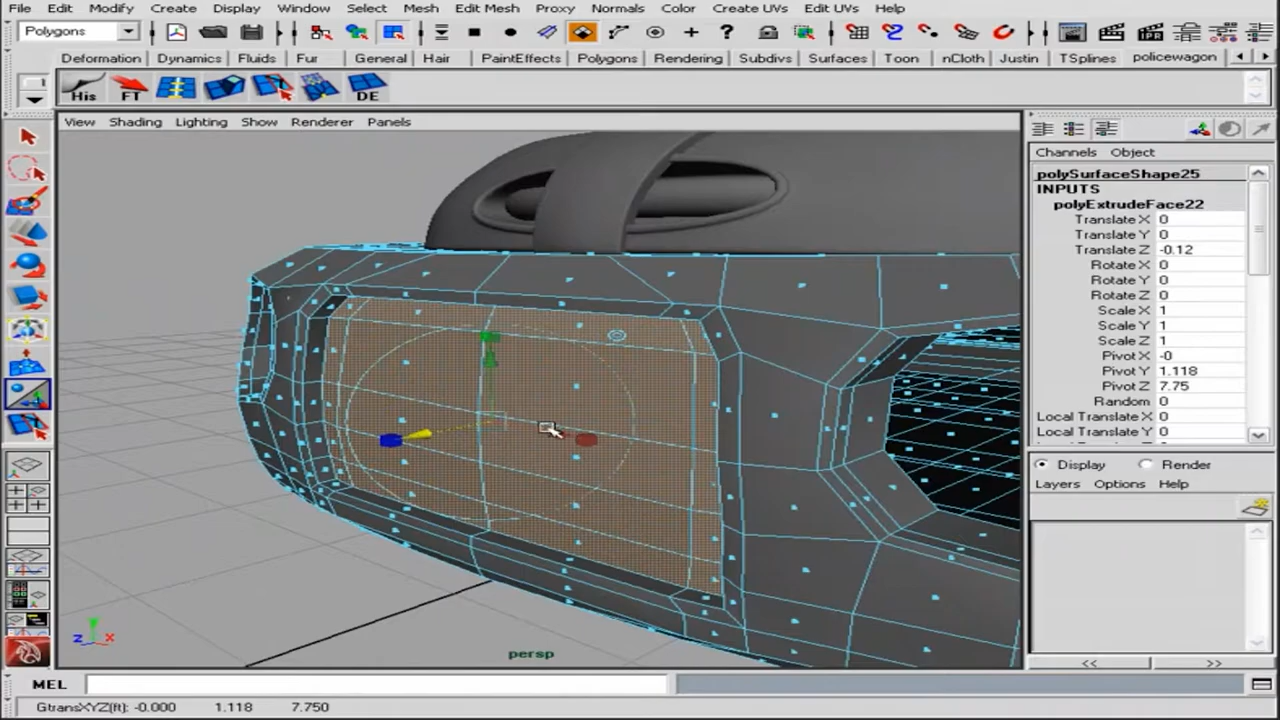 File Edit Modify Create Display Window Select Mesh Edit Mesh Proxy Normals Color Create UVs Edit UVs Help
Polygons
Deformation Dynamics Fluids Fur General Hair PaintEffects Polygons Rendering Subdivs Surfaces Toon nCloth Justin TSplines policewagon
His FT DE
View Shading Lighting Show Renderer Panels
Channels Object
polySurfaceShape25
INPUTS
polyExtrudeFace22
Translate X 0
Translate Y 0
Translate Z -0.12
Rotate X 0
Rotate Y 0
Rotate Z 0
Scale X 1
Scale Y 1
Scale Z 1
Pivot X -0
Pivot Y 1.118
Pivot Z 7.75
Random 0
Local Translate X 0
Local Translate Y 0
Display Render
Layers Options Help
z x
persp
<< >>
MEL
GtransXYZ(ft): -0.000 1.118 7.750